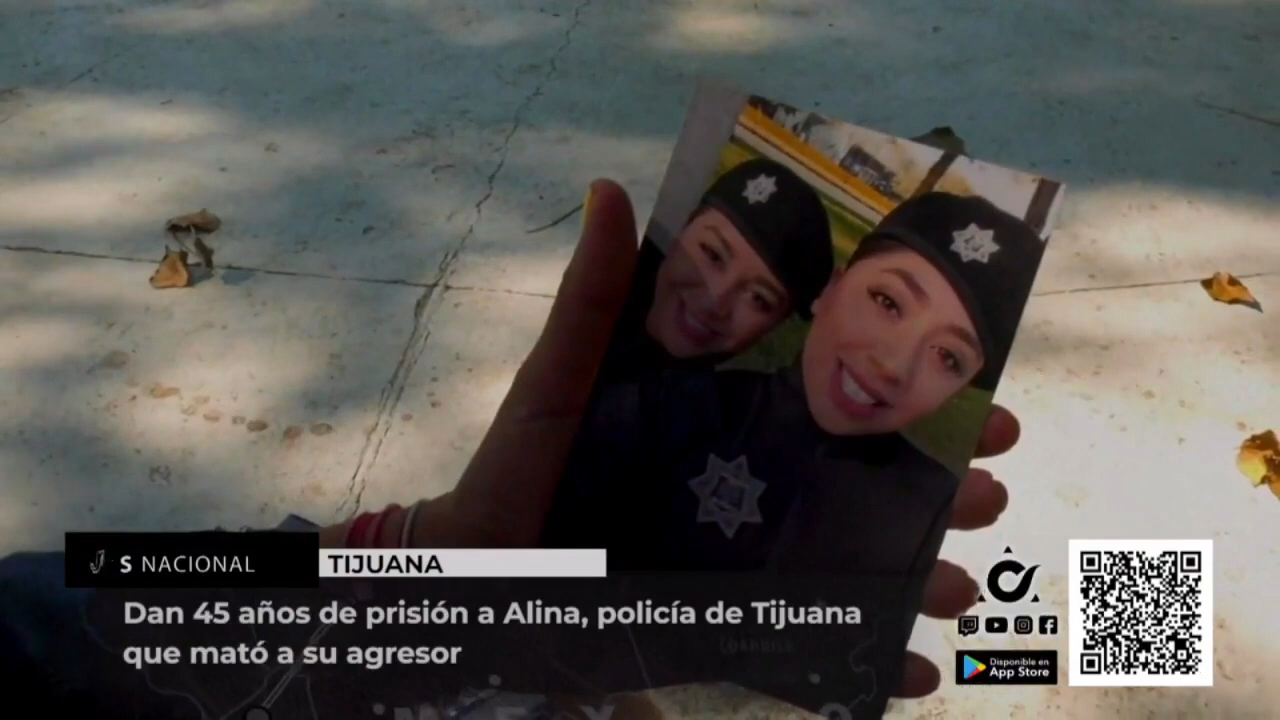 S NACIONAL
TIJUANA
Dan 45 años de prisión a Alina, policía de Tijuana
que mató a su agresor
Disponible en
App Store